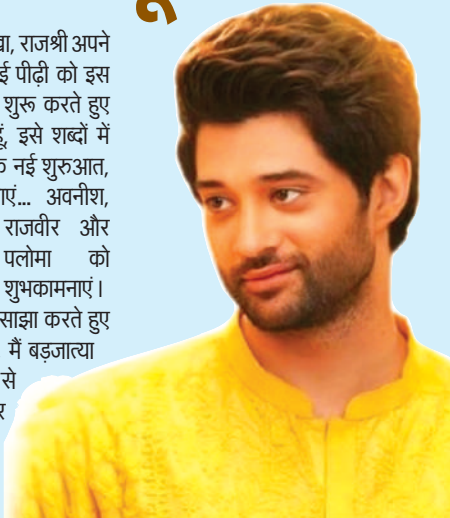 राजश्री अपने
पीढ़ी को इस
शुरू करते हुए
इसे शब्दों में
नई शुरुआत,
अवनीश,
राजवीर और
पलोमा को
शुभकामनाएं।
साझा करते हुए
मैं बड़जात्या
से